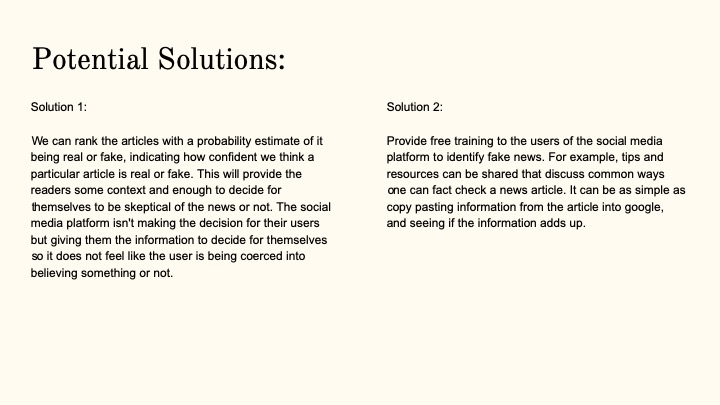 Potential Solutions:
Solution 1:
We can rank the articles with a probability estimate of it
being real or fake, indicating how confident we think a
particular article is real or fake. This will provide the
readers some context and enough to decide for
themselves to be skeptical of the news or not. The social
media platform isn't making the decision for their users
but giving them the information to decide for themselves
so it does not feel like the user is being coerced into
believing something or not.
Solution 2:
Provide free training to the users of the social media
platform to identify fake news. For example, tips and
resources can be shared that discuss common ways
one can fact check a news article. It can be as simple as
copy pasting information from the article into google,
and seeing if the information adds up.